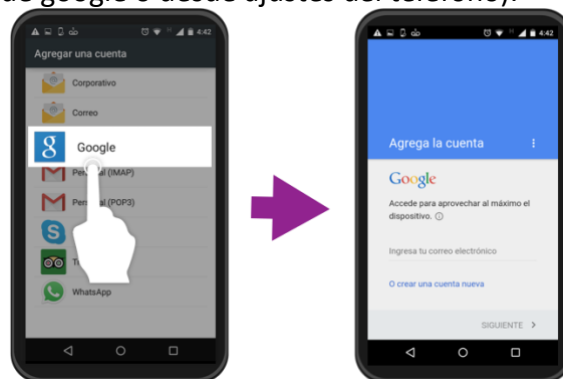 de google o desde ajustes del teléfono).
4:42
Agregar una cuenta
Corporativo
Correo
Google
(IMAP)
(POP3)
WhatsApp
4:42
Agrega la cuenta
Google
Accede para aprovechar al máximo el
dispositivo.
Ingresa tu correo electrónico
O crear una cuenta nueva
SIGUIENTE >